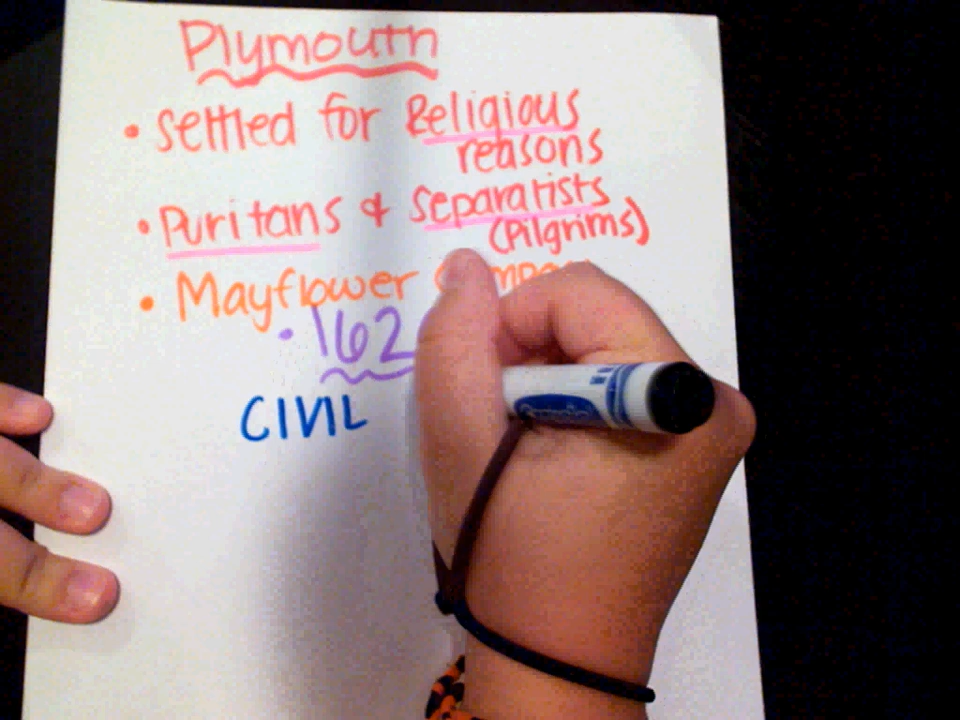 Plymouth
• Settled for Religious
reasons
• Puritans & Separatists
(Pilgrims)
• Mayflower
• 162
CIVIL